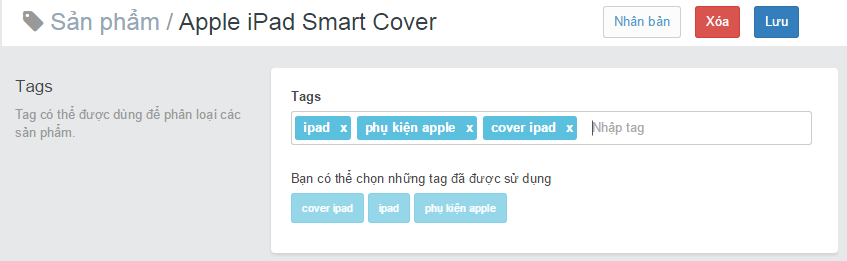 Sản phẩm / Apple iPad Smart Cover Nhân bản Xóa Lưu
Tags
Tag có thể được dùng để phân loại các
sản phẩm.
Tags
ipad x phụ kiện apple x cover ipad x Nhập tag
Bạn có thể chọn những tag đã được sử dụng
cover ipad ipad phụ kiện apple